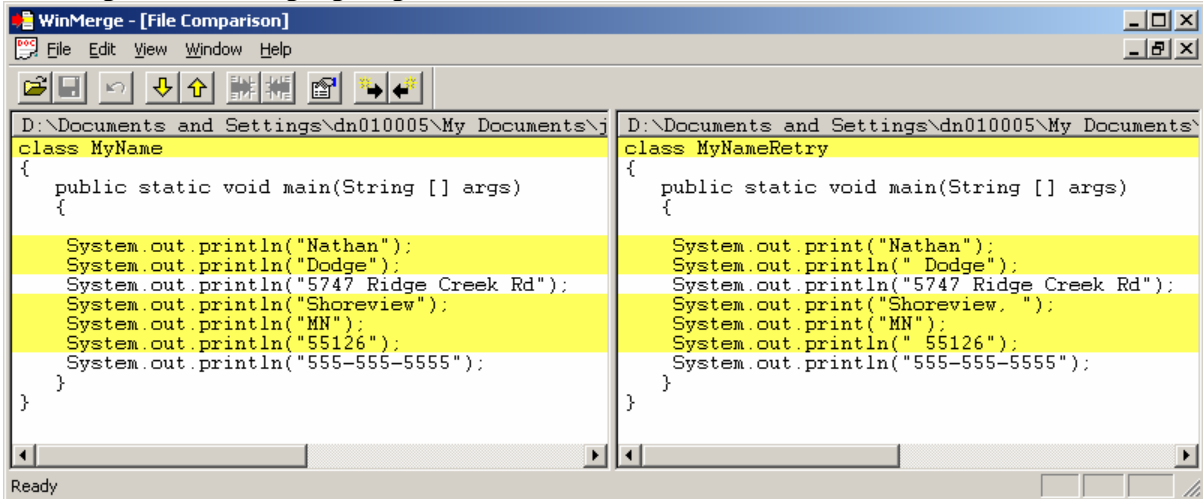 WinMerge - [File Comparison]
File Edit View Window Help
D:\Documents and Settings\dn010005\My Documents\j
class MyName
{
public static void main(String [] args)
{
System.out.println("Nathan");
System.out.println("Dodge");
System.out.println("5747 Ridge Creek Rd");
System.out.println("Shoreview");
System.out.println("MN");
System.out.println("55126");
System.out.println("555-555-5555");
}
}
D:\Documents and Settings\dn010005\My Documents\
class MyNameRetry
{
public static void main(String [] args)
{
System.out.print("Nathan");
System.out.println(" Dodge");
System.out.println("5747 Ridge Creek Rd");
System.out.print("Shoreview, ");
System.out.print("MN");
System.out.println(" 55126");
System.out.println("555-555-5555");
}
}
Ready